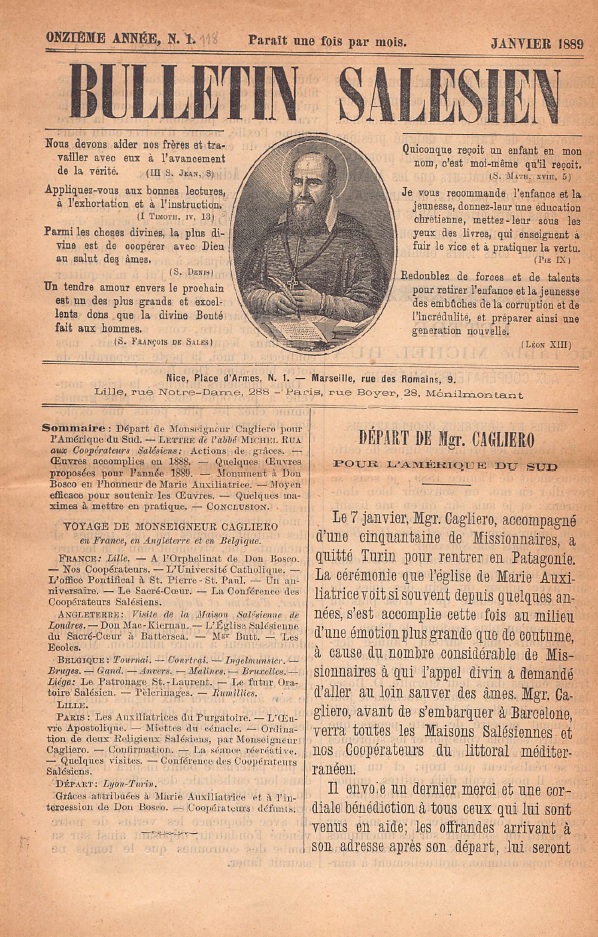 ONZIÈME ANNÉE, N. 1. 118
Paraît une fois par mois.
JANVIER 1889
BULLETIN SALESIEN
Nous devons aider nos frères et tra-
vailler avec eux à l'avancement
de la vérité. (III S. JEAN, 8)
Appliquez-vous aux bonnes lectures,
à l'exhortation et à l'instruction.
(I TIMOTH. IV, 13)
Parmi les choses divines, la plus di-
vine est de coopérer avec Dieu
au salut des âmes.
(S. DENIS)
Un tendre amour envers le prochain
est un des plus grands et excel-
lents dons que la divine Bonté
fait aux hommes.
(S. FRANÇOIS DE SALES)
Quiconque reçoit un enfant en mon
nom, c'est moi-même qu'il reçoit.
(S. MATH. XVIII, 5)
Je vous recommande l'enfance et la
jeunesse, donnez-leur une éducation
chrétienne, mettez-leur sous les
yeux des livres, qui enseignent à
fuir le vice et à pratiquer la vertu.
(PIE IX)
Redoublez de forces et de talents
pour retirer l'enfance et la jeunesse
des embûches de la corruption et de
l'incrédulité, et préparer ainsi une
generation nouvelle.
(LÉON XIII)
Nice, Place d'Armes, N. 1. — Marseille, rue des Romains, 9.
Lille, rue Notre-Dame, 288 - Paris, rue Boyer, 28, Ménilmontant
Sommaire: Départ de Monseigneur Cagliero pour
l'Amérique du Sud. — LETTRE de l'abbé MICHEL RUA
aux Coopérateurs Salésiens: Actions de grâces. —
Œuvres accomplies en 1888. — Quelques Œuvres
proposées pour l'année 1889. — Monument à Don
Bosco en l'honneur de Marie Auxiliatrice. — Moyen
efficace pour soutenir les Œuvres. — Quelques ma-
ximes à mettre en pratique. — CONCLUSION.
VOYAGE DE MONSEIGNEUR CAGLIERO
en France, en Angleterre et en Belgique.
FRANCE: Lille. — A l'Orphelinat de Don Bosco.
— Nos Coopérateurs. — L'Université Catholique. —
L'office Pontifical à St. Pierre-St. Paul. — Un an-
niversaire. — Le Sacré-Cœur. — La Conférence des
Coopérateurs Salésiens.
ANGLETERRE: Visite de la Maison Salésienne de
Londres. — Don Mac-Kiernan. — L'Église Salésienne
du Sacré-Cœur à Battersea. — Mgr Butt. — Les
Ecoles.
BELGIQUE: Tournai. — Courtrai. — Ingelmunster. —
Bruges. — Gand. — Anvers. — Malines. — Bruxelles. —
Liége: Le Patronage St.-Laurent. — Le futur Ora-
toire Salésien. — Pèlerinages. — Rumillies.
LILLE.
PARIS: Les Auxiliatrices du Purgatoire. — L'Œu-
vre Apostolique. — Miettes du cénacle. — Ordina-
tion de deux Religieux Salésiens, par Monseigneur
Cagliero. — Confirmation. — La séance récréative.
— Quelques visites. — Conférence des Coopérateurs
Salésiens.
DÉPART: Lyon-Turin.
Grâces attribuées à Marie Auxiliatrice et à l'in-
tercession de Don Bosco. — Coopérateurs défunts.
DÉPART DE Mgr. CAGLIERO
POUR L'AMÉRIQUE DU SUD
Le 7 janvier, Mgr. Cagliero, accompagné
d'une cinquantaine de Missionnaires, a
quitté Turin pour rentrer en Patagonie.
La cérémonie que l'église de Marie Auxi-
liatrice voit si souvent depuis quelques an-
nées, s'est accomplie cette fois au milieu
d'une émotion plus grande que de coutume,
à cause du nombre considérable de Mis-
sionnaires à qui l'appel divin a demandé
d'aller au loin sauver des âmes. Mgr. Ca-
gliero, avant de s'embarquer à Barcelone,
verra toutes les Maisons Salésiennes et
nos Coopérateurs du littoral méditer-
ranéen.
Il envoie un dernier merci et une cor-
diale bénédiction à tous ceux qui lui sont
venus en aide; les offrandes arrivant à
son adresse après son départ, lui seront